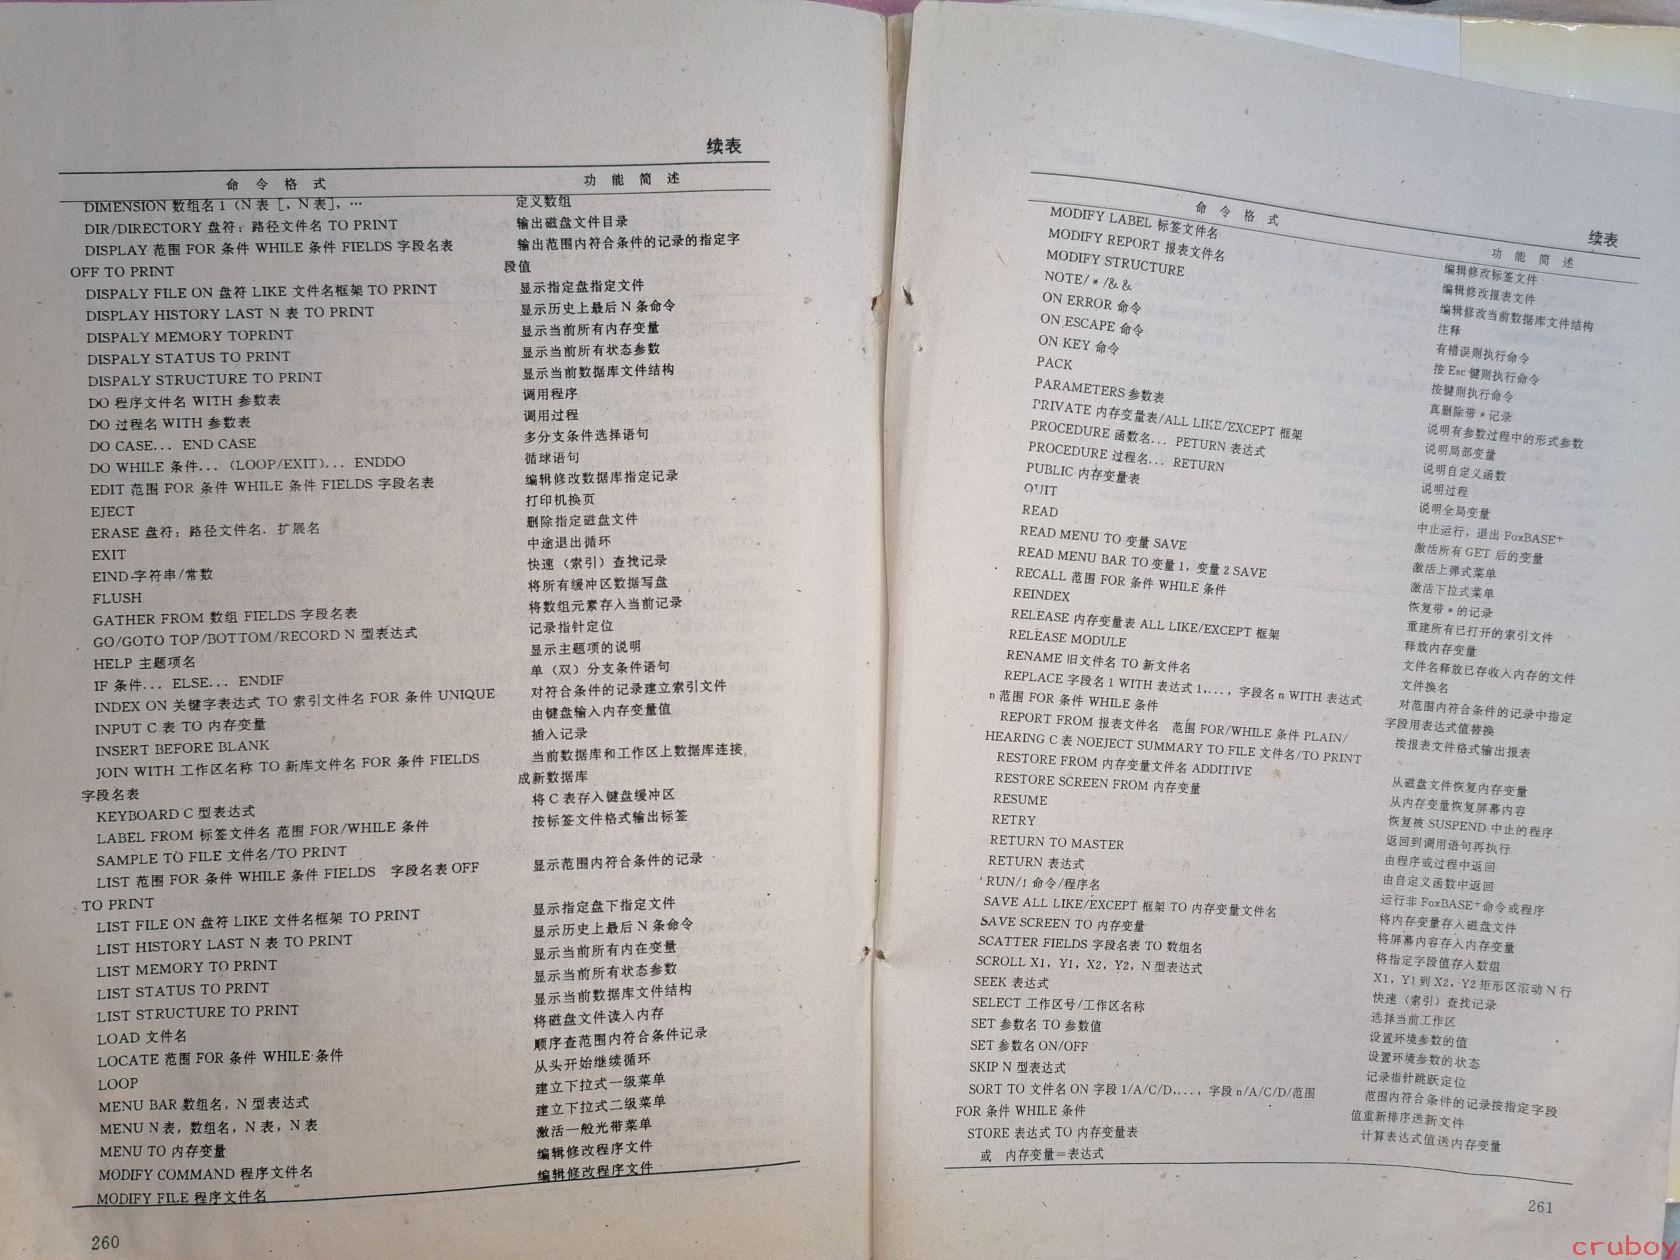 续表
命令格式 功能简述
DIMENSION 数组名1（N表［，N表］，… 定义数组
DIR/DIRECTORY 盘符：路径文件名 TO PRINT 输出磁盘文件目录
DISPLAY 范围 FOR 条件 WHILE 条件 FIELDS 字段名表 输出范围内符合条件的记录的指定字
OFF TO PRINT 段值
DISPALY FILE ON 盘符 LIKE 文件名框架 TO PRINT 显示指定盘指定文件
DISPLAY HISTORY LAST N 表 TO PRINT 显示历史上最后 N 条命令
DISPALY MEMORY TOPRINT 显示当前所有内存变量
DISPALY STATUS TO PRINT 显示当前所有状态参数
DISPALY STRUCTURE TO PRINT 显示当前数据库文件结构
DO 程序文件名 WITH 参数表 调用程序
DO 过程名 WITH 参数表 调用过程
DO CASE... END CASE 多分支条件选择语句
DO WHILE 条件...（LOOP/EXIT）... ENDDO 循球语句
EDIT 范围 FOR 条件 WHILE 条件 FIELDS 字段名表 编辑修改数据库指定记录
EJECT 打印机换页
ERASE 盘符：路径文件名．扩展名 删除指定磁盘文件
EXIT 中途退出循环
EIND 字符串/常数 快速（索引）查找记录
FLUSH 将所有缓冲区数据写盘
GATHER FROM 数组 FIELDS 字段名表 将数组元素存入当前记录
GO/GOTO TOP/BOTTOM/RECORD N 型表达式 记录指针定位
HELP 主题项名 显示主题项的说明
IF 条件... ELSE... ENDIF 单（双）分支条件语句
INDEX ON 关键字表达式 TO 索引文件名 FOR 条件 UNIQUE 对符合条件的记录建立索引文件
INPUT C 表 TO 内存变量 由键盘输入内存变量值
INSERT BEFORE BLANK 插入记录
JOIN WITH 工作区名称 TO 新库文件名 FOR 条件 FIELDS 当前数据库和工作区上数据库连接
字段名表 成新数据库
KEYBOARD C 型表达式 将 C 表存入键盘缓冲区
LABEL FROM 标签文件名 范围 FOR/WHILE 条件 按标签文件格式输出标签
SAMPLE TO FILE 文件名/TO PRINT
LIST 范围 FOR 条件 WHILE 条件 FIELDS 字段名表 OFF 显示范围内符合条件的记录
TO PRINT
LIST FILE ON 盘符 LIKE 文件名框架 TO PRINT 显示指定盘下指定文件
LIST HISTORY LAST N 表 TO PRINT 显示历史上最后 N 条命令
LIST MEMORY TO PRINT 显示当前所有内在变量
LIST STATUS TO PRINT 显示当前所有状态参数
LIST STRUCTURE TO PRINT 显示当前数据库文件结构
LOAD 文件名 将磁盘文件读入内存
LOCATE 范围 FOR 条件 WHILE 条件 顺序查范围内符合条件记录
LOOP 从头开始继续循环
MENU BAR 数组名，N 型表达式 建立下拉式一级菜单
MENU N 表，数组名，N 表，N 表 建立下拉式二级菜单
MENU TO 内存变量 激活一般光带菜单
MODIFY COMMAND 程序文件名 编辑修改程序文件
MODIFY FILE 程序文件名 编辑修改程序文件
260
续表
命令格式 功能简述
MODIFY LABEL 标签文件名 编辑修改标签文件
MODIFY REPORT 报表文件名 编辑修改报表文件
MODIFY STRUCTURE 编辑修改当前数据库文件结构
NOTE/*/&& 注释
ON ERROR 命令 有错误则执行命令
ON ESCAPE 命令 按 Esc 键则执行命令
ON KEY 命令 按键则执行命令
PACK 真删除带 * 记录
PARAMETERS 参数表 说明有参数过程中的形式参数
PRIVATE 内存变量表/ALL LIKE/EXCEPT 框架 说明局部变量
PROCEDURE 函数名... PETURN 表达式 说明自定义函数
PROCEDURE 过程名... RETURN 说明过程
PUBLIC 内存变量表 说明全局变量
QUIT 中止运行，退出 FoxBASE+
READ 激活所有 GET 后的变量
READ MENU TO 变量 SAVE 激活上弹式菜单
READ MENU BAR TO 变量1，变量2 SAVE 激活下拉式菜单
RECALL 范围 FOR 条件 WHILE 条件 恢复带 * 的记录
REINDEX 重建所有已打开的索引文件
RELEASE 内存变量表 ALL LIKE/EXCEPT 框架 释放内存变量
RELEASE MODULE 文件名释放已存收入内存的文件
RENAME 旧文件名 TO 新文件名 文件换名
REPLACE 字段名1 WITH 表达式1,...，字段名 n WITH 表达式 对范围内符合条件的记录中指定
n 范围 FOR 条件 WHILE 条件 字段用表达式值替换
REPORT FROM 报表文件名 范围 FOR/WHILE 条件 PLAIN/ 按报表文件格式输出报表
HEARING C 表 NOEJECT SUMMARY TO FILE 文件名/TO PRINT
RESTORE FROM 内存变量文件名 ADDITIVE 从磁盘文件恢复内存变量
RESTORE SCREEN FROM 内存变量 从内存变量恢复屏幕内容
RESUME 恢复被 SUSPEND 中止的程序
RETRY 返回到调用语句再执行
RETURN TO MASTER 由程序或过程中返回
RETURN 表达式 由自定义函数中返回
RUN/! 命令/程序名 运行非 FoxBASE+ 命令或程序
SAVE ALL LIKE/EXCEPT 框架 TO 内存变量文件名 将内存变量存入磁盘文件
SAVE SCREEN TO 内存变量 将屏幕内容存入内存变量
SCATTER FIELDS 字段名表 TO 数组名 将指定字段值存入数组
SCROLL X1，Y1，X2，Y2，N 型表达式 X1，Y1 到 X2，Y2 矩形区滚动 N 行
SEEK 表达式 快速（索引）查找记录
SELECT 工作区号/工作区名称 选择当前工作区
SET 参数名 TO 参数值 设置环境参数的值
SET 参数名 ON/OFF 设置环境参数的状态
SKIP N 型表达式 记录指针跳跃定位
SORT TO 文件名 ON 字段 1/A/C/D,...，字段 n/A/C/D/范围 范围内符合条件的记录按指定字段
FOR 条件 WHILE 条件 值重新排序送新文件
STORE 表达式 TO 内存变量表 计算表达式值送内存变量
或 内存变量＝表达式
261
cruboy